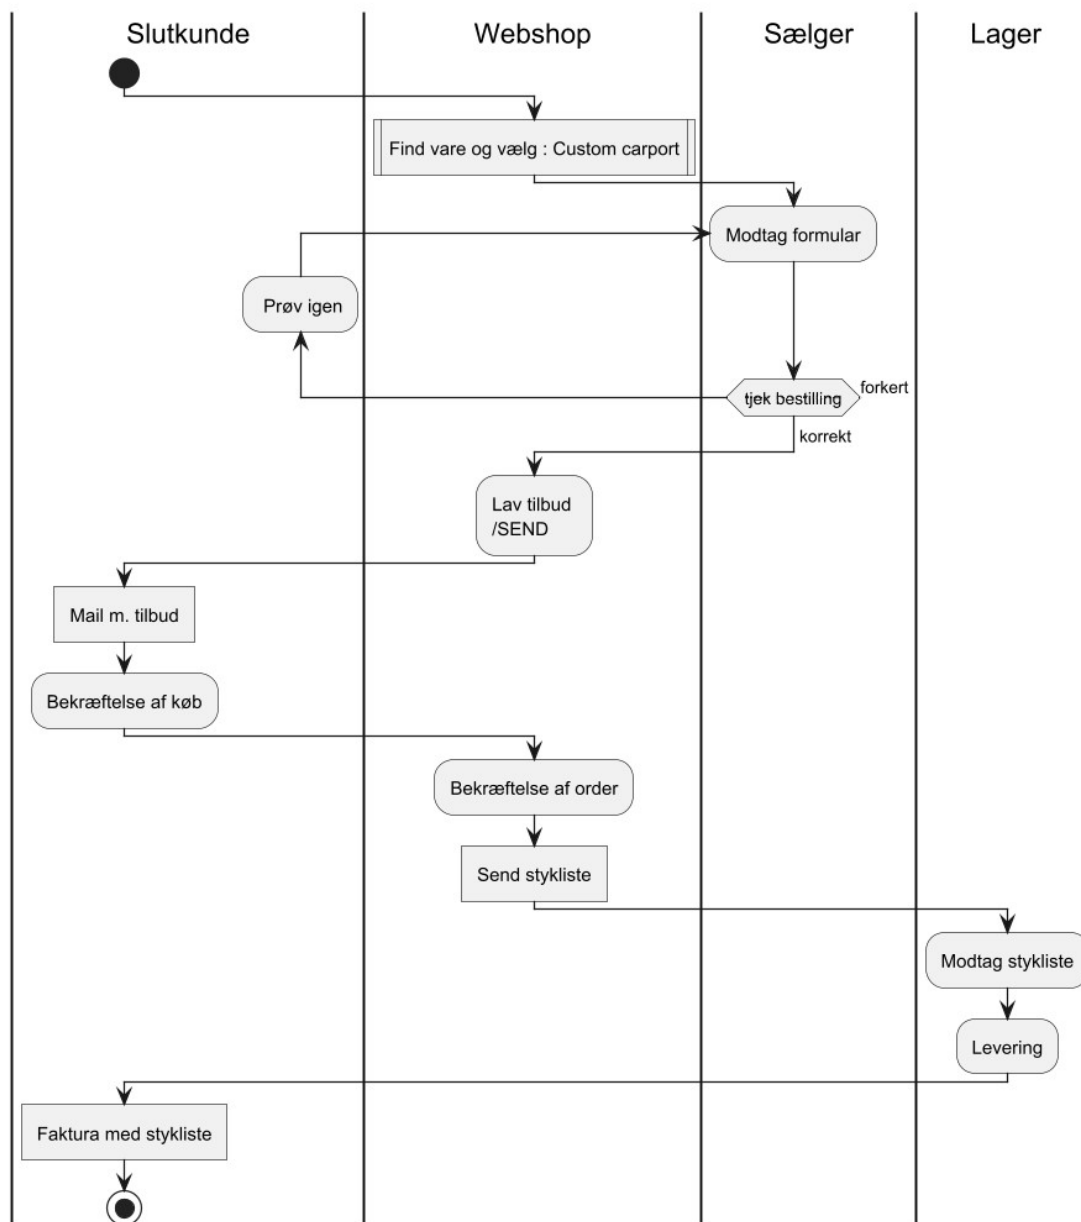 Slutkunde
Webshop
Sælger
Lager
Find vare og vælg : Custom carport
Modtag formular
Prøv igen
tjek bestilling
forkert
korrekt
Lav tilbud
/SEND
Mail m. tilbud
Bekræftelse af køb
Bekræftelse af order
Send stykliste
Modtag stykliste
Levering
Faktura med stykliste